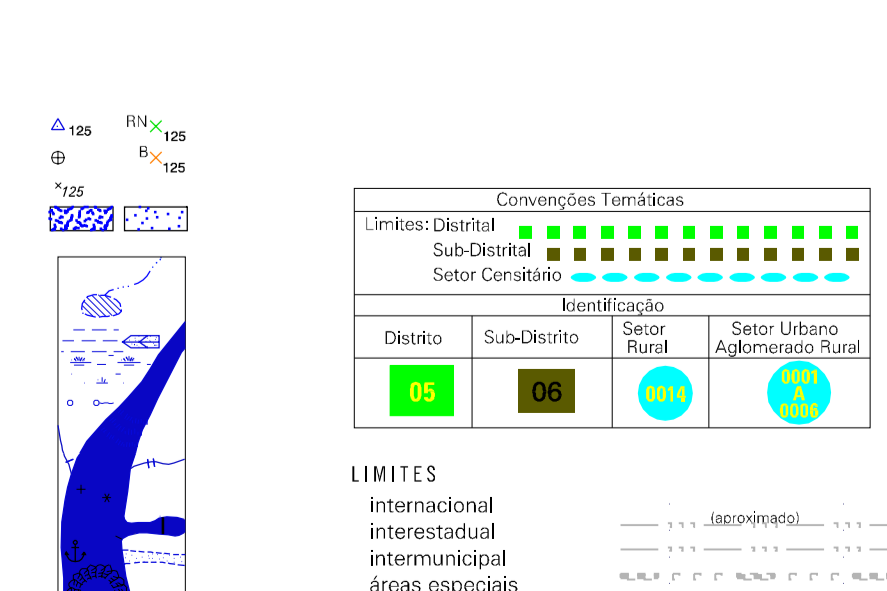 125
RN
125
B
125
125
Convenções Temáticas
Limites: Distrital
Sub-Distrital
Setor Censitário
Identificação
Distrito
Sub-Distrito
Setor
Rural
Setor Urbano
Aglomerado Rural
05
06
0014
0001
A
0006
LIMITES
internacional
(aproximado)
interestadual
intermunicipal
áreas especiais